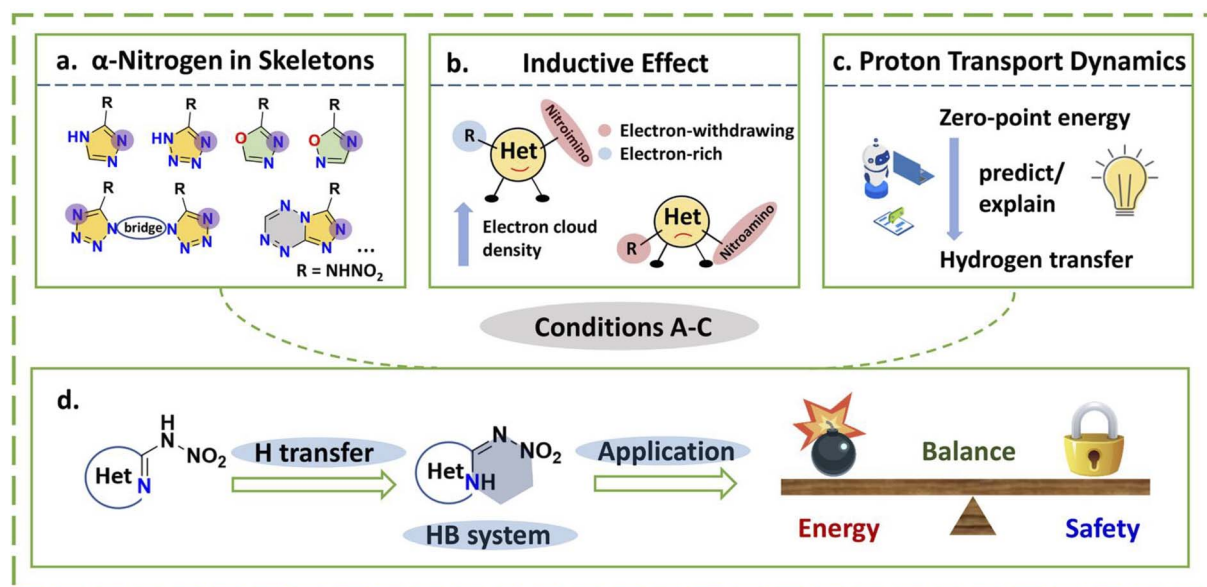 a. α-Nitrogen in Skeletons
R
R
R
R
HN
N
N
HN
N
N
N
O
N
N
O
N
N
R
R
R
N
N
N
N
bridge
N
N
N
N
N
N
N
N
N
N
...
R = NHNO₂
b. Inductive Effect
R
Het
Nitroimino
Electron-withdrawing
Electron-rich
Electron cloud
density
Het
R
Nitroamino
c. Proton Transport Dynamics
Zero-point energy
predict/
explain
Hydrogen transfer
Conditions A-C
d.
H
N
NO₂
Het
N
H transfer
N
NO₂
Het
NH
HB system
Application
Balance
Energy
Safety